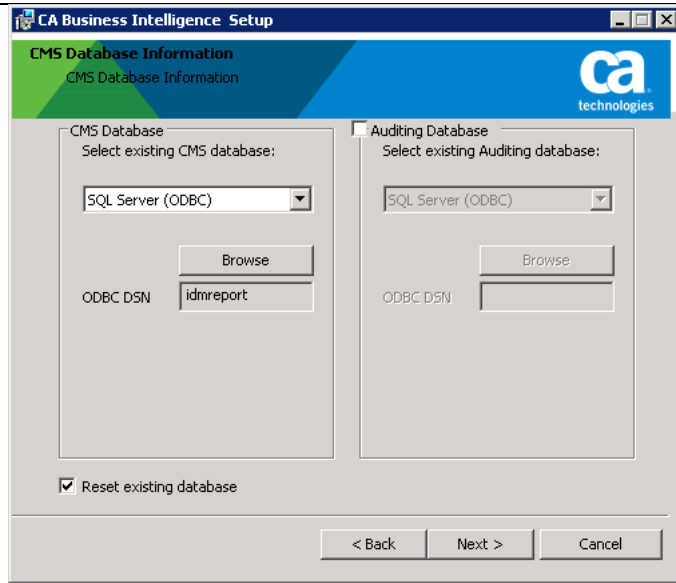 CA Business Intelligence Setup
CMS Database Information
CMS Database Information
ca
technologies
CMS Database
Select existing CMS database:
SQL Server (ODBC)
Browse
ODBC DSN
idmreport
Auditing Database
Select existing Auditing database:
SQL Server (ODBC)
Browse
ODBC DSN
Reset existing database
< Back
Next >
Cancel